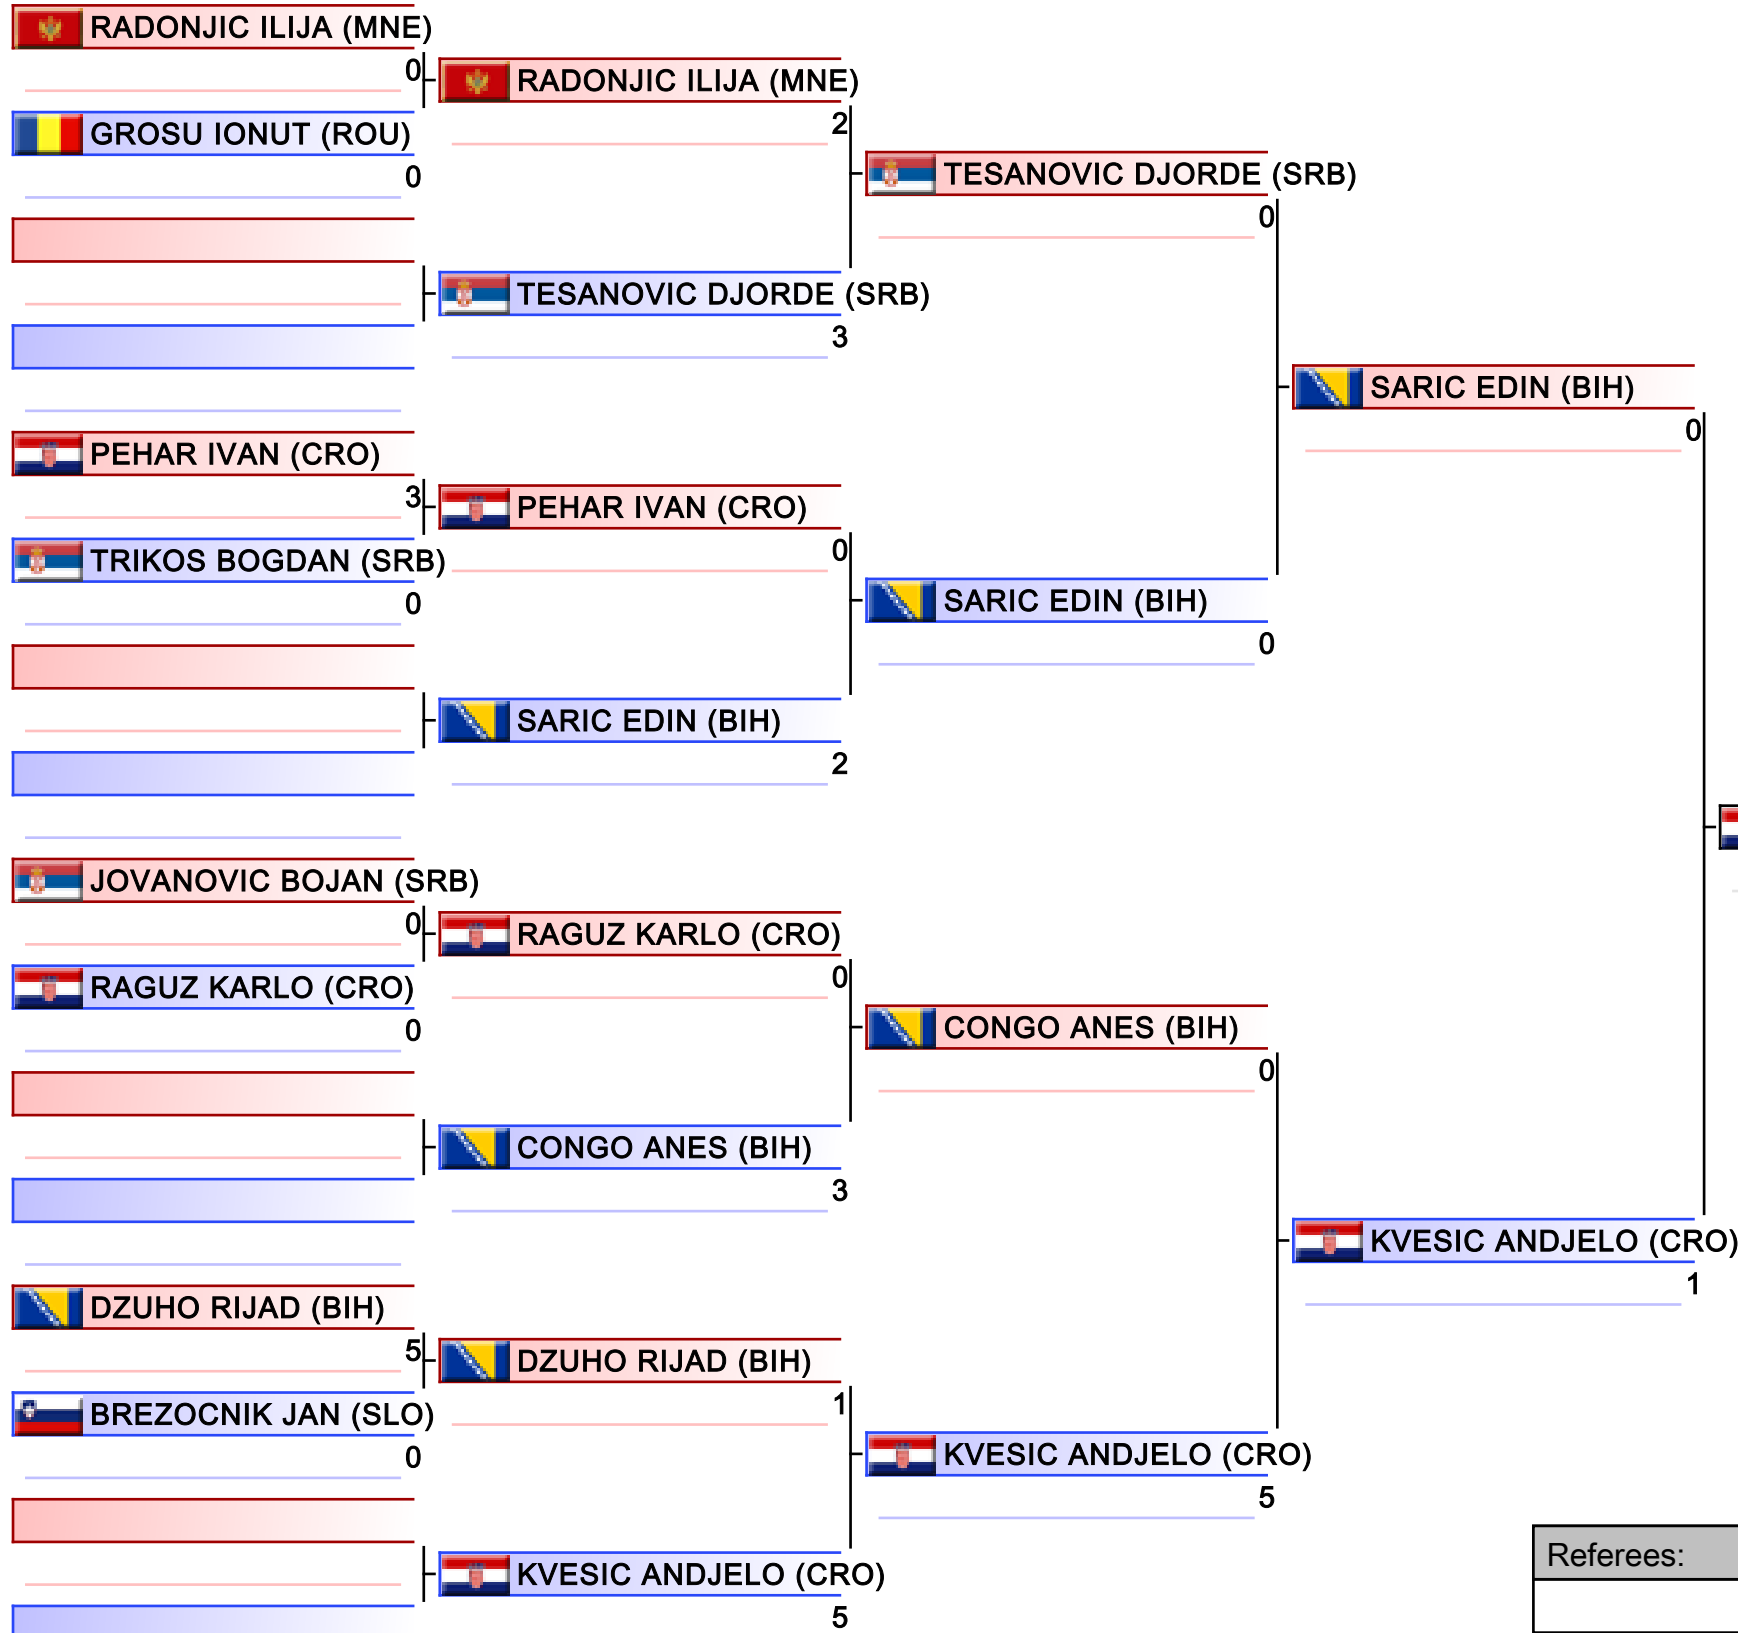 RADONJIC ILIJA (MNE)
0
RADONJIC ILIJA (MNE)
2
GROSU IONUT (ROU)
0
TESANOVIC DJORDE (SRB)
0
TESANOVIC DJORDE (SRB)
3
SARIC EDIN (BIH)
0
PEHAR IVAN (CRO)
3
PEHAR IVAN (CRO)
0
TRIKOS BOGDAN (SRB)
0
SARIC EDIN (BIH)
0
SARIC EDIN (BIH)
2
JOVANOVIC BOJAN (SRB)
0
RAGUZ KARLO (CRO)
0
RAGUZ KARLO (CRO)
0
CONGO ANES (BIH)
0
CONGO ANES (BIH)
3
KVESIC ANDJELO (CRO)
1
DZUHO RIJAD (BIH)
5
DZUHO RIJAD (BIH)
1
BREZOCNIK JAN (SLO)
0
KVESIC ANDJELO (CRO)
5
KVESIC ANDJELO (CRO)
5
Referees: